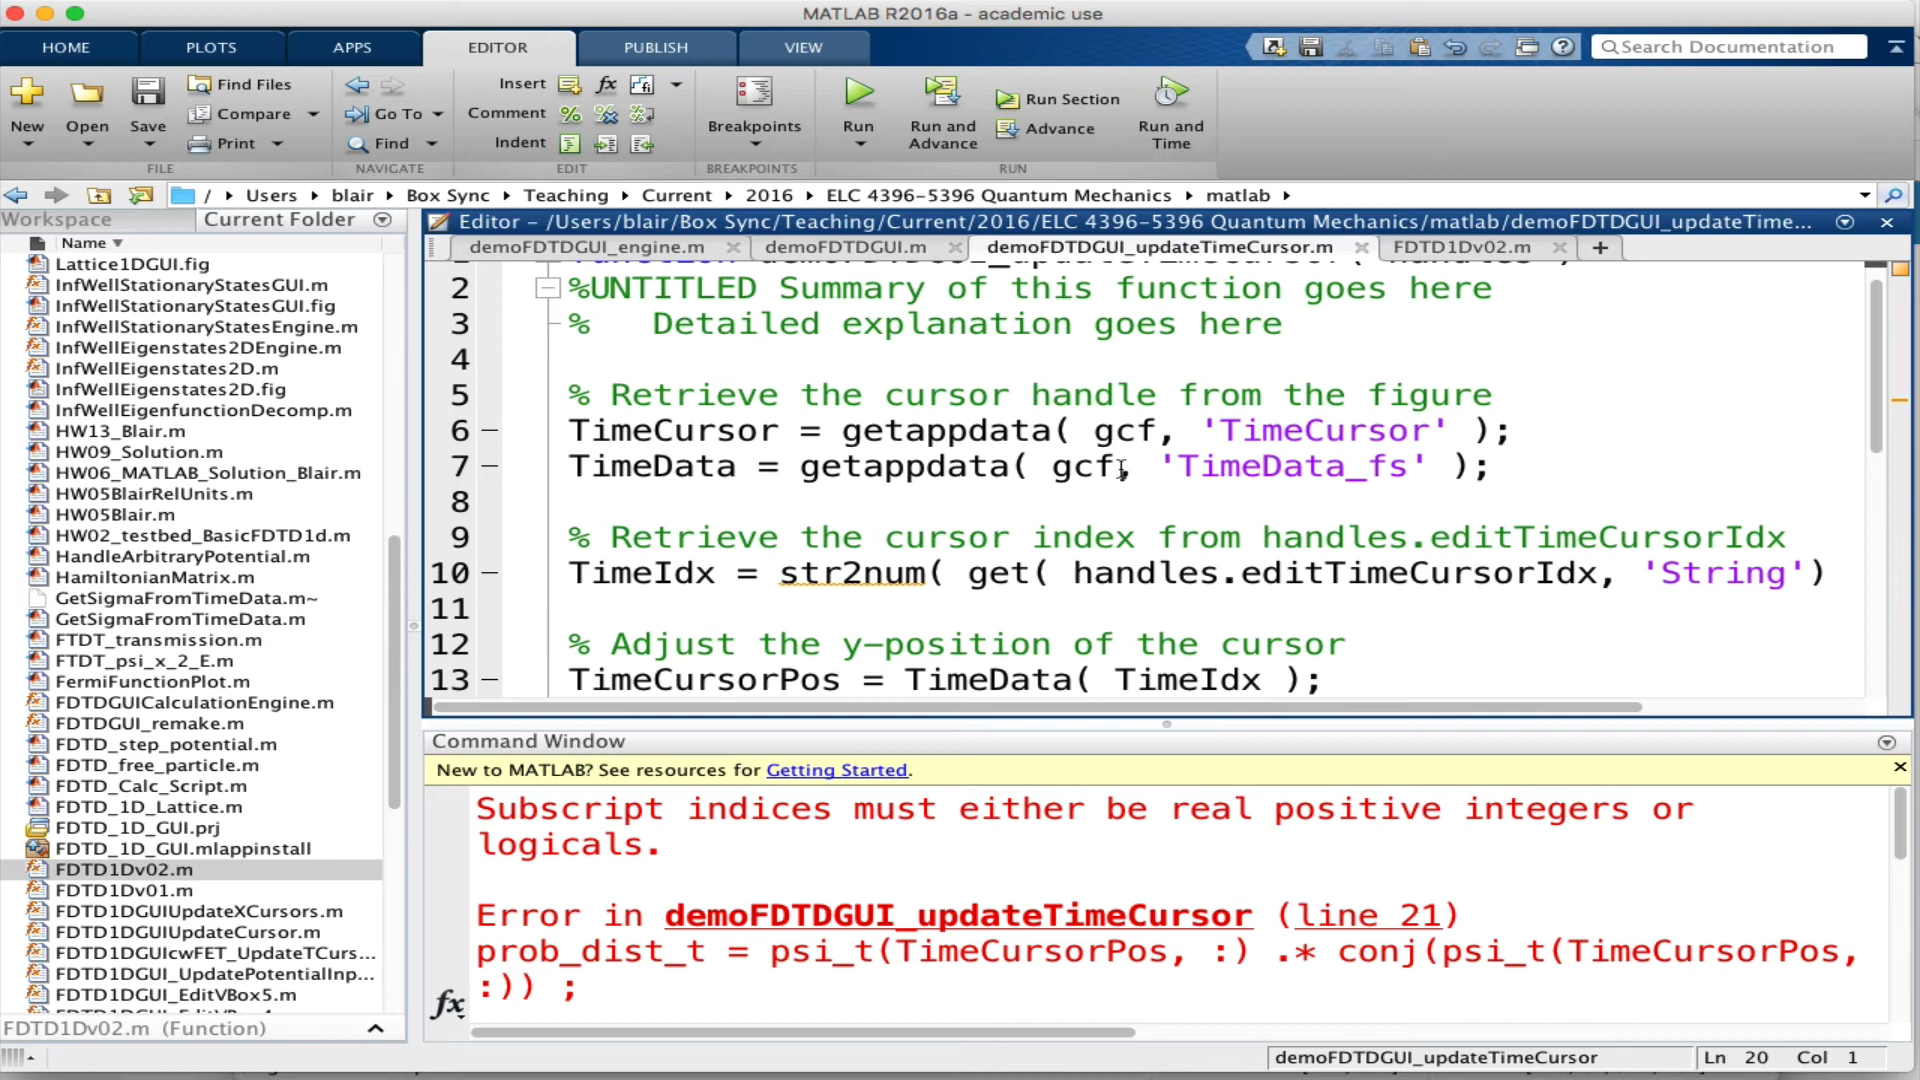 MATLAB R2016a - academic use
HOME PLOTS APPS EDITOR PUBLISH VIEW
Search Documentation
New Open Save
Find Files
Compare
Print
FILE
Go To
Find
NAVIGATE
Insert fx
Comment
Indent
EDIT
Breakpoints
BREAKPOINTS
Run
Run and Advance
Run Section
Advance
Run and Time
RUN
/ Users blair Box Sync Teaching Current 2016 ELC 4396-5396 Quantum Mechanics matlab
Workspace Current Folder
Name
Lattice1DGUI.fig
InfWellStationaryStatesGUI.m
InfWellStationaryStatesGUI.fig
InfWellStationaryStatesEngine.m
InfWellEigenstates2DEngine.m
InfWellEigenstates2D.m
InfWellEigenstates2D.fig
InfWellEigenfunctionDecomp.m
HW13_Blair.m
HW09_Solution.m
HW06_MATLAB_Solution_Blair.m
HW05BlairRelUnits.m
HW05Blair.m
HW02_testbed_BasicFDTD1d.m
HandleArbitraryPotential.m
HamiltonianMatrix.m
GetSigmaFromTimeData.m~
GetSigmaFromTimeData.m
FTDT_transmission.m
FTDT_psi_x_2_E.m
FermiFunctionPlot.m
FDTDGUICalculationEngine.m
FDTDGUI_remake.m
FDTD_step_potential.m
FDTD_free_particle.m
FDTD_Calc_Script.m
FDTD_1D_Lattice.m
FDTD_1D_GUI.prj
FDTD_1D_GUI.mlappinstall
FDTD1Dv02.m
FDTD1Dv01.m
FDTD1DGUIUpdateXCursors.m
FDTD1DGUIUpdateCursor.m
FDTD1DGUIcwFET_UpdateTCurs...
FDTD1DGUI_UpdatePotentialInp...
FDTD1DGUI_EditVBox5.m
FDTD1Dv02.m (Function)
Editor - /Users/blair/Box Sync/Teaching/Current/2016/ELC 4396-5396 Quantum Mechanics/matlab/demoFDTDGUI_updateTime...
demoFDTDGUI_engine.m demoFDTDGUI.m demoFDTDGUI_updateTimeCursor.m FDTD1Dv02.m
2 %UNTITLED Summary of this function goes here
3 % Detailed explanation goes here
4
5 % Retrieve the cursor handle from the figure
6 TimeCursor = getappdata( gcf, 'TimeCursor' );
7 TimeData = getappdata( gcf, 'TimeData_fs' );
8
9 % Retrieve the cursor index from handles.editTimeCursorIdx
10 TimeIdx = str2num( get( handles.editTimeCursorIdx, 'String')
11
12 % Adjust the y-position of the cursor
13 TimeCursorPos = TimeData( TimeIdx );
Command Window
New to MATLAB? See resources for Getting Started.
Subscript indices must either be real positive integers or
logicals.
Error in demoFDTDGUI_updateTimeCursor (line 21)
prob_dist_t = psi_t(TimeCursorPos, :) .* conj(psi_t(TimeCursorPos,
:)) ;
fx
demoFDTDGUI_updateTimeCursor Ln 20 Col 1